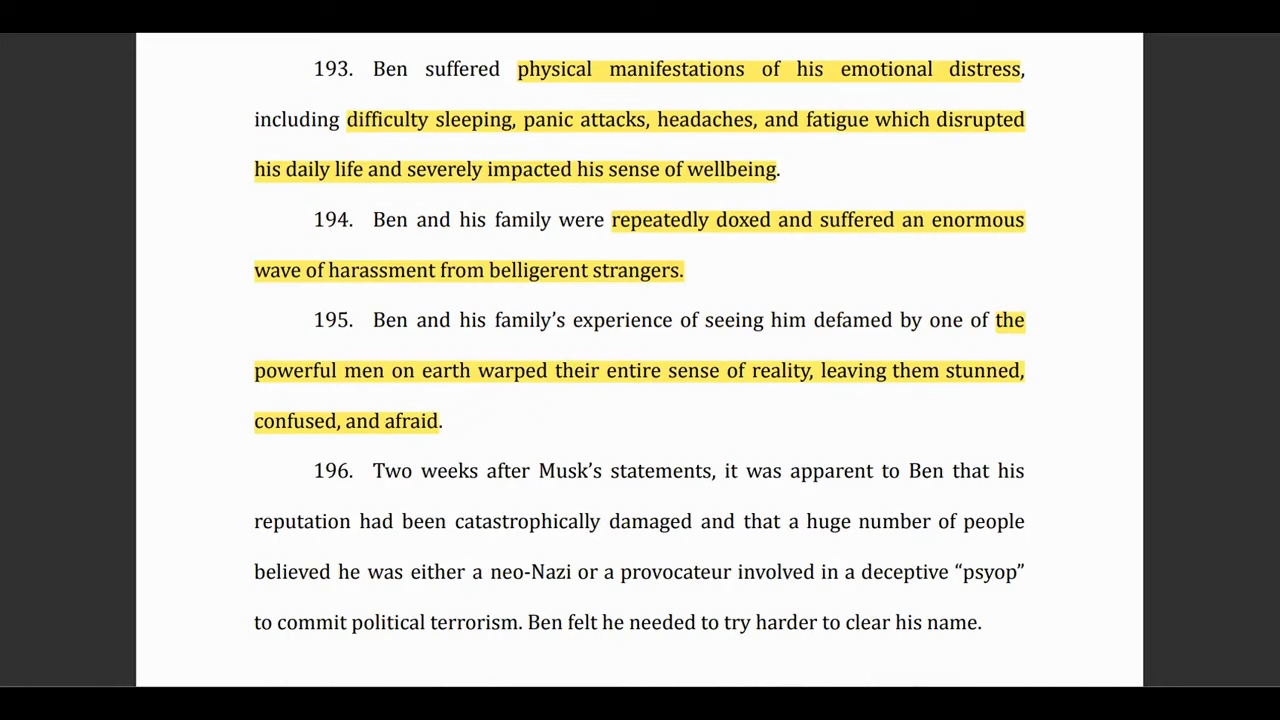 193. Ben suffered physical manifestations of his emotional distress,
including difficulty sleeping, panic attacks, headaches, and fatigue which disrupted
his daily life and severely impacted his sense of wellbeing.
194. Ben and his family were repeatedly doxed and suffered an enormous
wave of harassment from belligerent strangers.
195. Ben and his family’s experience of seeing him defamed by one of the
powerful men on earth warped their entire sense of reality, leaving them stunned,
confused, and afraid.
196. Two weeks after Musk’s statements, it was apparent to Ben that his
reputation had been catastrophically damaged and that a huge number of people
believed he was either a neo-Nazi or a provocateur involved in a deceptive “psyop”
to commit political terrorism. Ben felt he needed to try harder to clear his name.